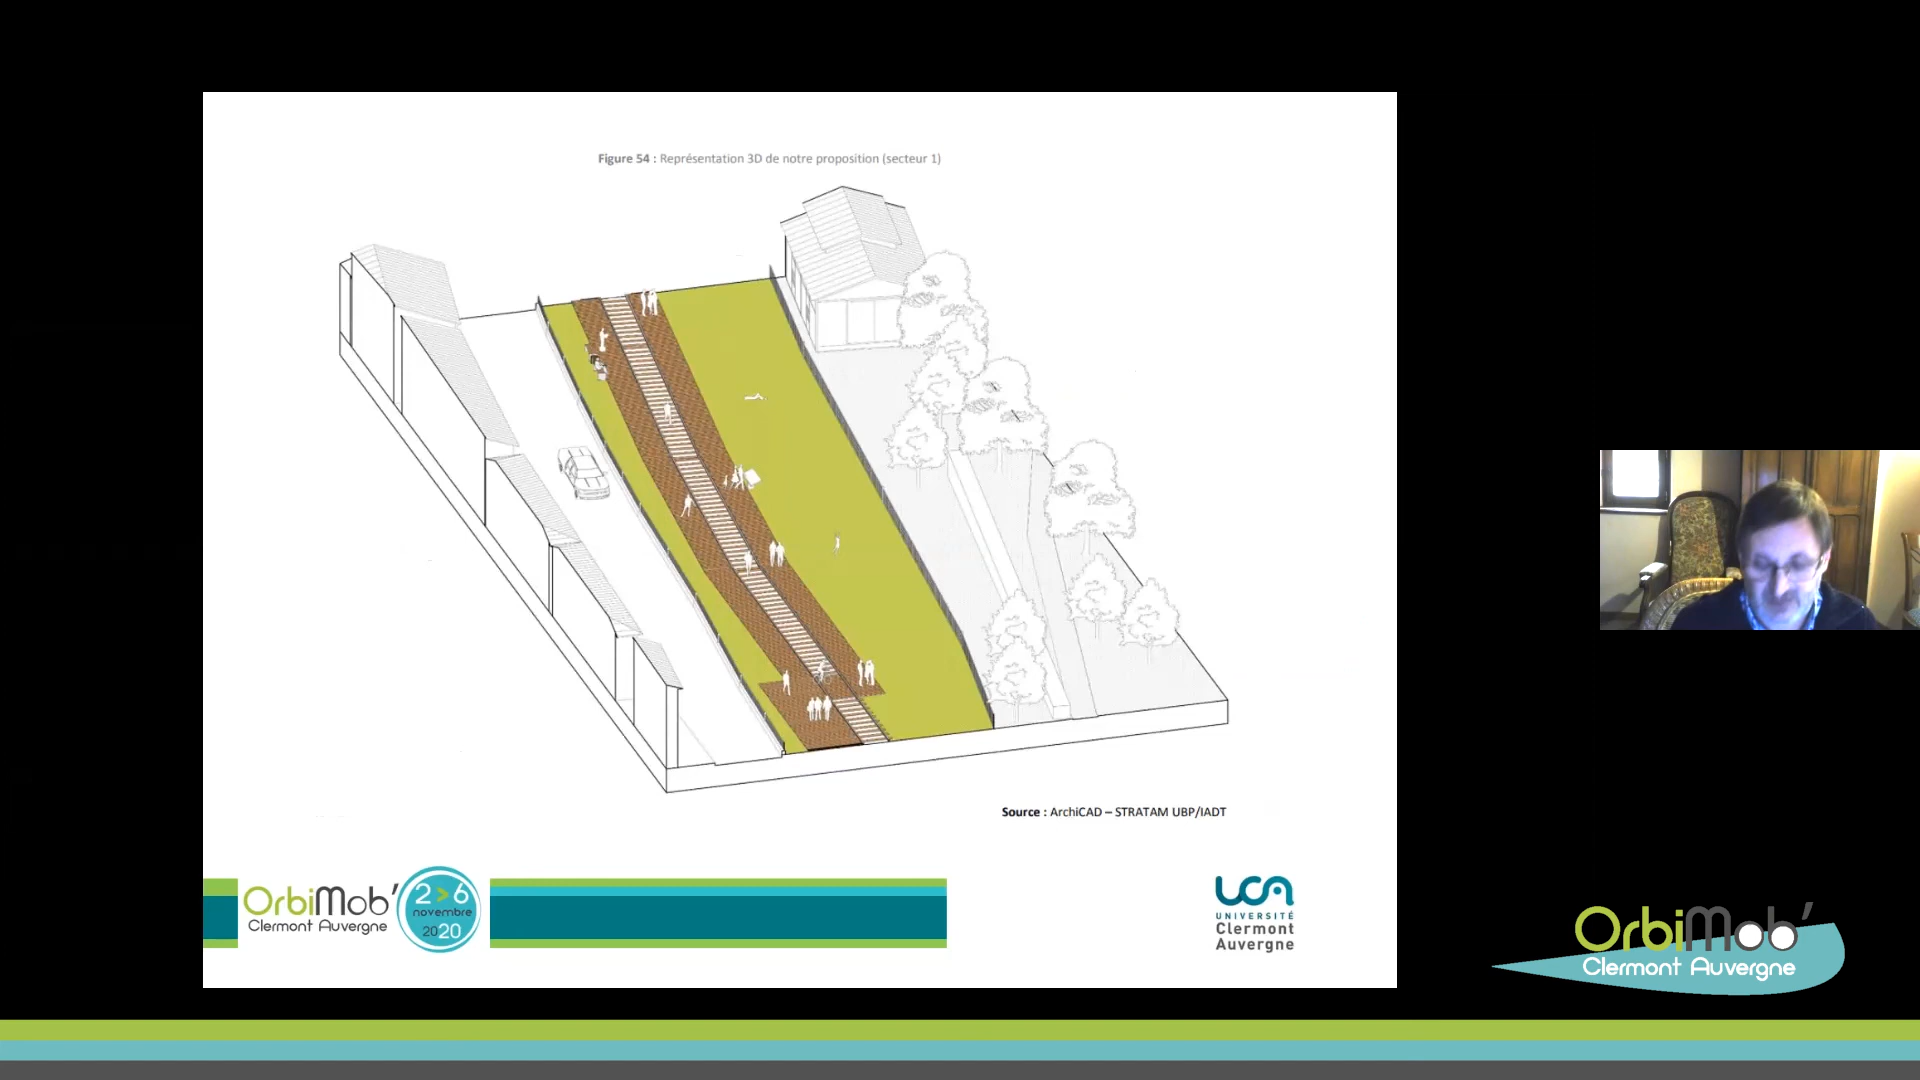 Figure 54 : Représentation 3D de notre proposition (secteur 1)
Source : ArchiCAD – STRATAM UBP/IADT
OrbiMob'
Clermont Auvergne
2>6
novembre
2020
UCA
UNIVERSITÉ
Clermont
Auvergne
OrbiMob'
Clermont Auvergne